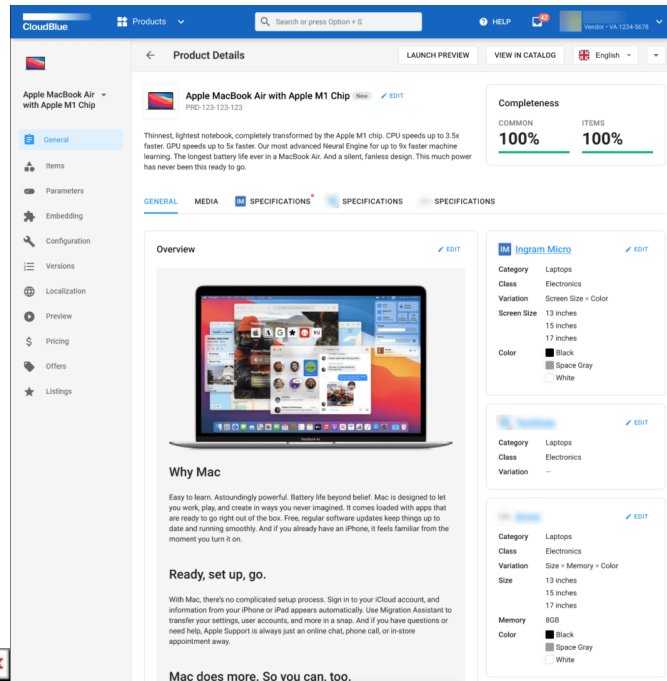 CloudBlue
Products
Search or press Option + S
HELP
42
Vendor • VA-1234-5678
Product Details
LAUNCH PREVIEW
VIEW IN CATALOG
English
Apple MacBook Air
with Apple M1 Chip
General
Items
Parameters
Embedding
Configuration
Versions
Localization
Preview
Pricing
Offers
Listings
Apple MacBook Air with Apple M1 Chip New EDIT
PRD-123-123-123
Thinnest, lightest notebook, completely transformed by the Apple M1 chip. CPU speeds up to 3.5x
faster. GPU speeds up to 5x faster. Our most advanced Neural Engine for up to 9x faster machine
learning. The longest battery life ever in a MacBook Air. And a silent, fanless design. This much power
has never been this ready to go.
Completeness
COMMON ITEMS
100% 100%
GENERAL MEDIA IM SPECIFICATIONS SPECIFICATIONS SPECIFICATIONS
Overview EDIT
MacBook Air
Why Mac
Easy to learn. Astoundingly powerful. Battery life beyond belief. Mac is designed to let
you work, play, and create in ways you never imagined. It comes loaded with apps that
are ready to go right out of the box. Free, regular software updates keep things up to
date and running smoothly. And if you already have an iPhone, it feels familiar from the
moment you turn it on.
Ready, set up, go.
With Mac, there's no complicated setup process. Sign in to your iCloud account, and
information from your iPhone or iPad appears automatically. Use Migration Assistant to
transfer your settings, user accounts, and more in a snap. And if you have questions or
need help, Apple Support is always just an online chat, phone call, or in-store
appointment away.
Mac does more. So you can, too.
IM Ingram Micro EDIT
Category Laptops
Class Electronics
Variation Screen Size × Color
Screen Size 13 inches
15 inches
17 inches
Color Black
Space Gray
White
EDIT
Category Laptops
Class Electronics
Variation —
EDIT
Category Laptops
Class Electronics
Variation Size × Memory × Color
Size 13 inches
15 inches
17 inches
Memory 8GB
Color Black
Space Gray
White